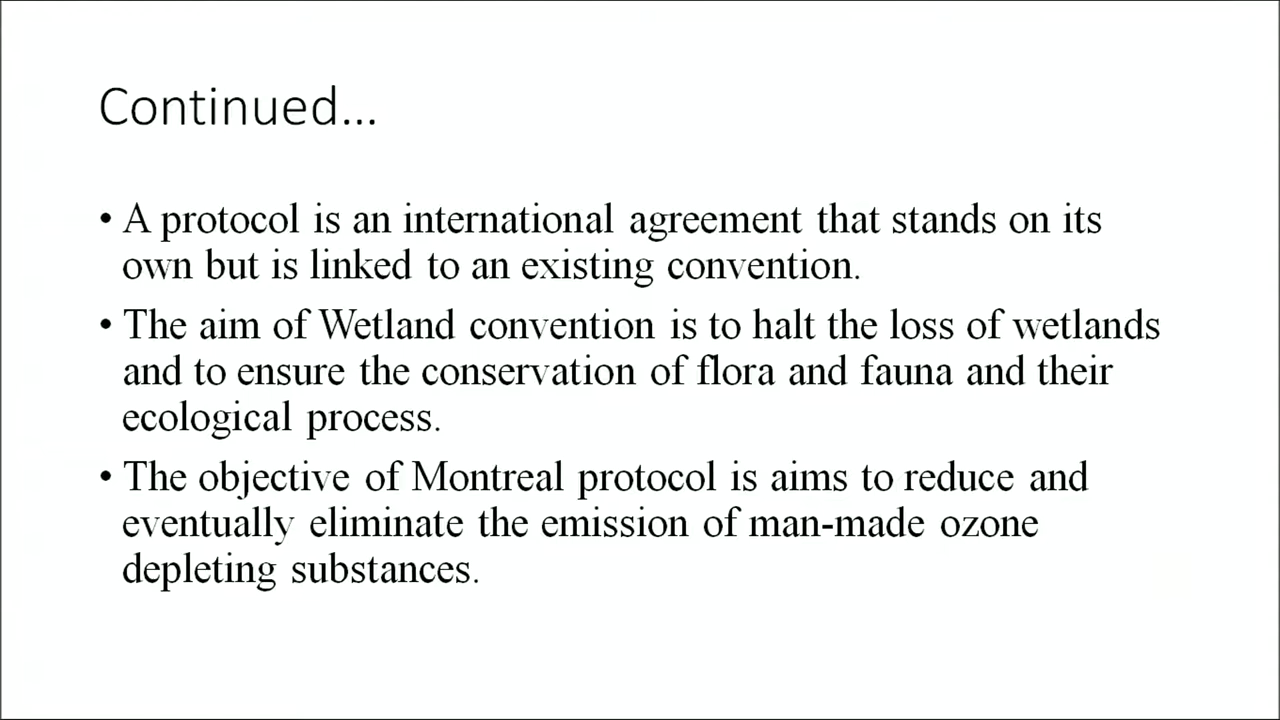 Continued...
• A protocol is an international agreement that stands on its
own but is linked to an existing convention.
• The aim of Wetland convention is to halt the loss of wetlands
and to ensure the conservation of flora and fauna and their
ecological process.
• The objective of Montreal protocol is aims to reduce and
eventually eliminate the emission of man-made ozone
depleting substances.